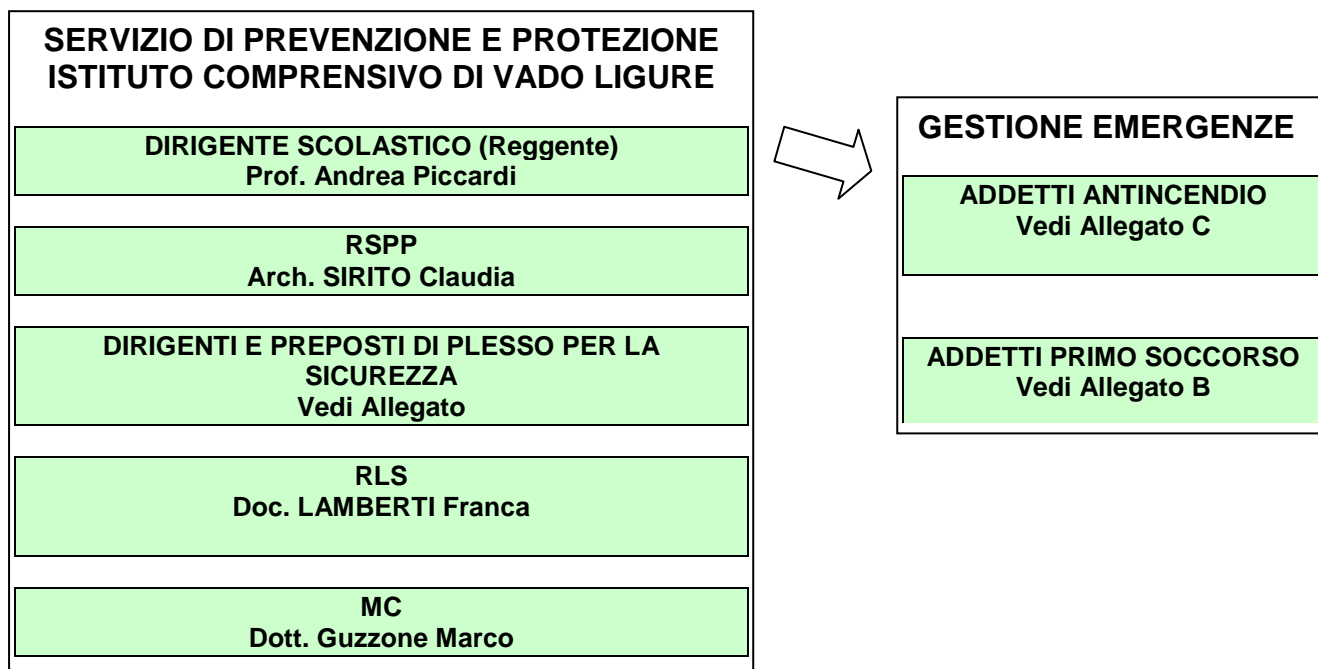 SERVIZIO DI PREVENZIONE E PROTEZIONE
ISTITUTO COMPRENSIVO DI VADO LIGURE
DIRIGENTE SCOLASTICO (Reggente)
Prof. Andrea Piccardi
RSPP
Arch. SIRITO Claudia
DIRIGENTI E PREPOSTI DI PLESSO PER LA
SICUREZZA
Vedi Allegato
RLS
Doc. LAMBERTI Franca
MC
Dott. Guzzone Marco
GESTIONE EMERGENZE
ADDETTI ANTINCENDIO
Vedi Allegato C
ADDETTI PRIMO SOCCORSO
Vedi Allegato B